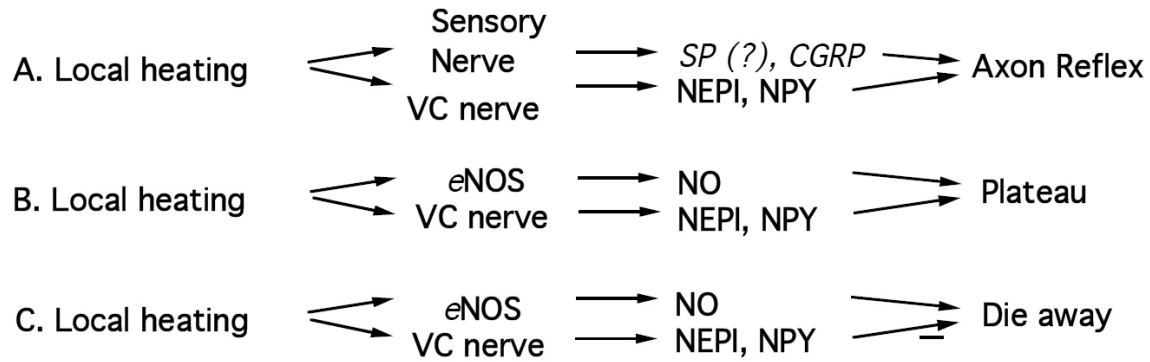 A. Local heating Sensory Nerve SP (?), CGRP Axon Reflex
VC nerve NEPI, NPY
B. Local heating eNOS NO Plateau
VC nerve NEPI, NPY
C. Local heating eNOS NO Die away
VC nerve NEPI, NPY